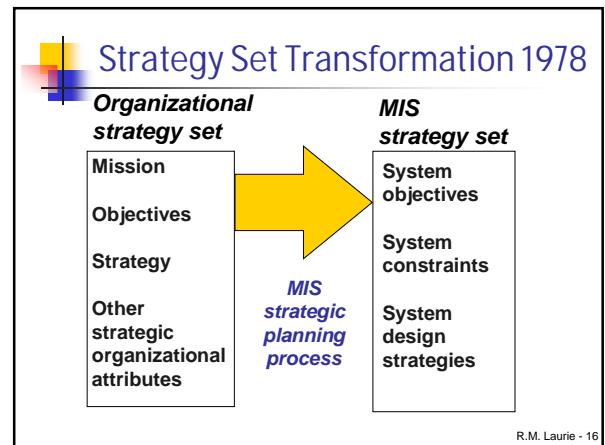 Strategy Set Transformation 1978
Organizational
strategy set
Mission
Objectives
Strategy
Other
strategic
organizational
attributes
MIS
strategic
planning
process
MIS
strategy set
System
objectives
System
constraints
System
design
strategies
R.M. Laurie - 16